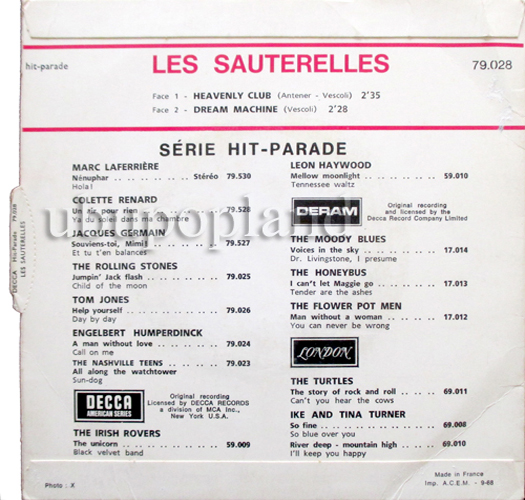 hit-parade
LES SAUTERELLES
79.028
Face 1 - HEAVENLY CLUB (Antener - Vescoli) 2'35
Face 2 - DREAM MACHINE (Vescoli) 2'28
SÉRIE HIT-PARADE
MARC LAFERRIÈRE
Nénuphar . . . . . . . . . . . Stéréo 79.530
Hola!
COLETTE RENARD
Un air pour rien . . . . . . . . . . 79.528
Ya du soleil dans ma chambre
JACQUES GERMAIN
Souviens-toi, Mimi! . . . . . . . . 79.527
Et tu t'en balances
THE ROLLING STONES
Jumpin' Jack flash . . . . . . . . 79.025
Child of the moon
TOM JONES
Help yourself . . . . . . . . . . . 79.026
Day by day
ENGELBERT HUMPERDINCK
A man without love . . . . . . . . 79.024
Call on me
THE NASHVILLE TEENS . . . . . . 79.023
All along the watchtower
Sun-dog
DECCA
AMERICAN SERIES
Original recording
Licensed by DECCA RECORDS
a division of MCA Inc.,
New York U.S.A.
THE IRISH ROVERS
The unicorn . . . . . . . . . . . 59.009
Black velvet band
LEON HAYWOOD
Mellow moonlight . . . . . . . . . 59.010
Tennessee waltz
DERAM
Original recording
and licensed by the
Decca Record Company Limited
THE MOODY BLUES
Voices in the sky . . . . . . . . . 17.014
Dr. Livingstone, I presume
THE HONEYBUS
I can't let Maggie go . . . . . . . 17.013
Tender are the ashes
THE FLOWER POT MEN
Man without a woman . . . . . . 17.012
You can never be wrong
LONDON
THE TURTLES
The story of rock and roll . . . . 69.011
Can't you hear the cows
IKE AND TINA TURNER
So fine . . . . . . . . . . . . . . 69.008
So blue over you
River deep - mountain high . . . . 69.010
I'll keep you happy
Photo : X
Made in France
Imp. A.C.E.M. - 9-68
DECCA Hit-Parade 79.028
LES SAUTERELLES